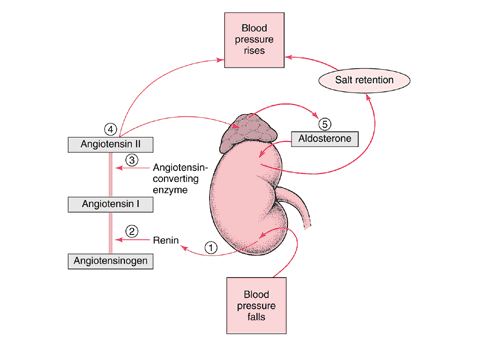 Blood
pressure
rises
Salt retention
4
5
Angiotensin II
Aldosterone
3
Angiotensin-
converting
enzyme
Angiotensin I
2
Renin
1
Angiotensinogen
Blood
pressure
falls